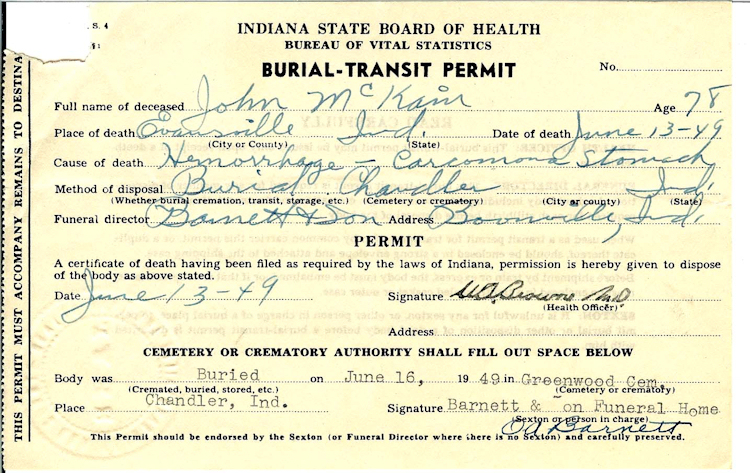 . S. 4
INDIANA STATE BOARD OF HEALTH
BUREAU OF VITAL STATISTICS
BURIAL-TRANSIT PERMIT
No.
Full name of deceased John McKain Age 78
Place of death Evansville Ind. Date of death June 13-49
(City or County) (State)
Cause of death Hemorrhage - Carcomona Stomach
Method of disposal Burial Chandler Ind.
(Whether burial cremation, transit, storage, etc.) (Cemetery or crematory) (City or county) (State)
Funeral director Barnett & Son Address Boonville, Ind.
PERMIT
A certificate of death having been filed as required by the laws of Indiana, permission is hereby given to dispose
of the body as above stated.
Date June 13-49 Signature Browne M.D.
(Health Officer)
Address
CEMETERY OR CREMATORY AUTHORITY SHALL FILL OUT SPACE BELOW
Body was Buried on June 16, 1949 in Greenwood Cem.
(Cremated, buried, stored, etc.) (Cemetery or crematory)
Place Chandler, Ind. Signature Barnett & on Funeral Home
(Sexton or person in charge)
Barnett
This Permit should be endorsed by the Sexton (or Funeral Director where there is no Sexton) and carefully preserved.
THIS PERMIT MUST ACCOMPANY REMAINS TO DESTINA